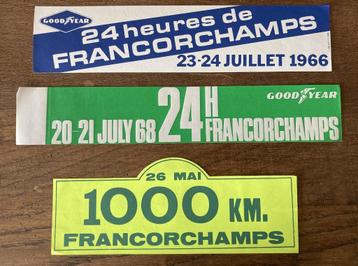 GOODYEAR
24 heures de
FRANCORCHAMPS
23-24 JUILLET 1966
GOODYEAR
20-21 JULY 68 24H FRANCORCHAMPS
26 MAI
1000 KM.
FRANCORCHAMPS